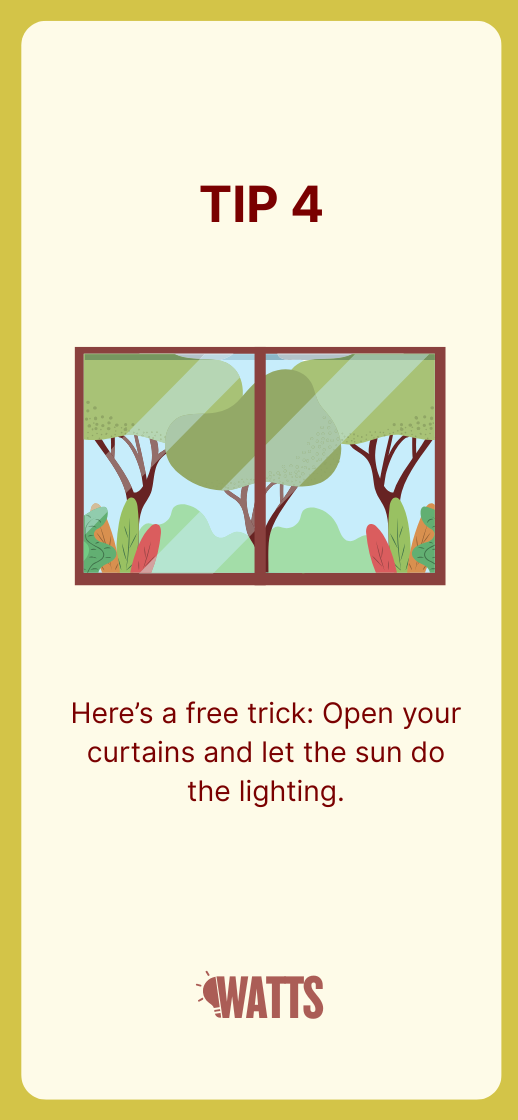 TIP 4
Here’s a free trick: Open your
curtains and let the sun do
the lighting.
WATTS